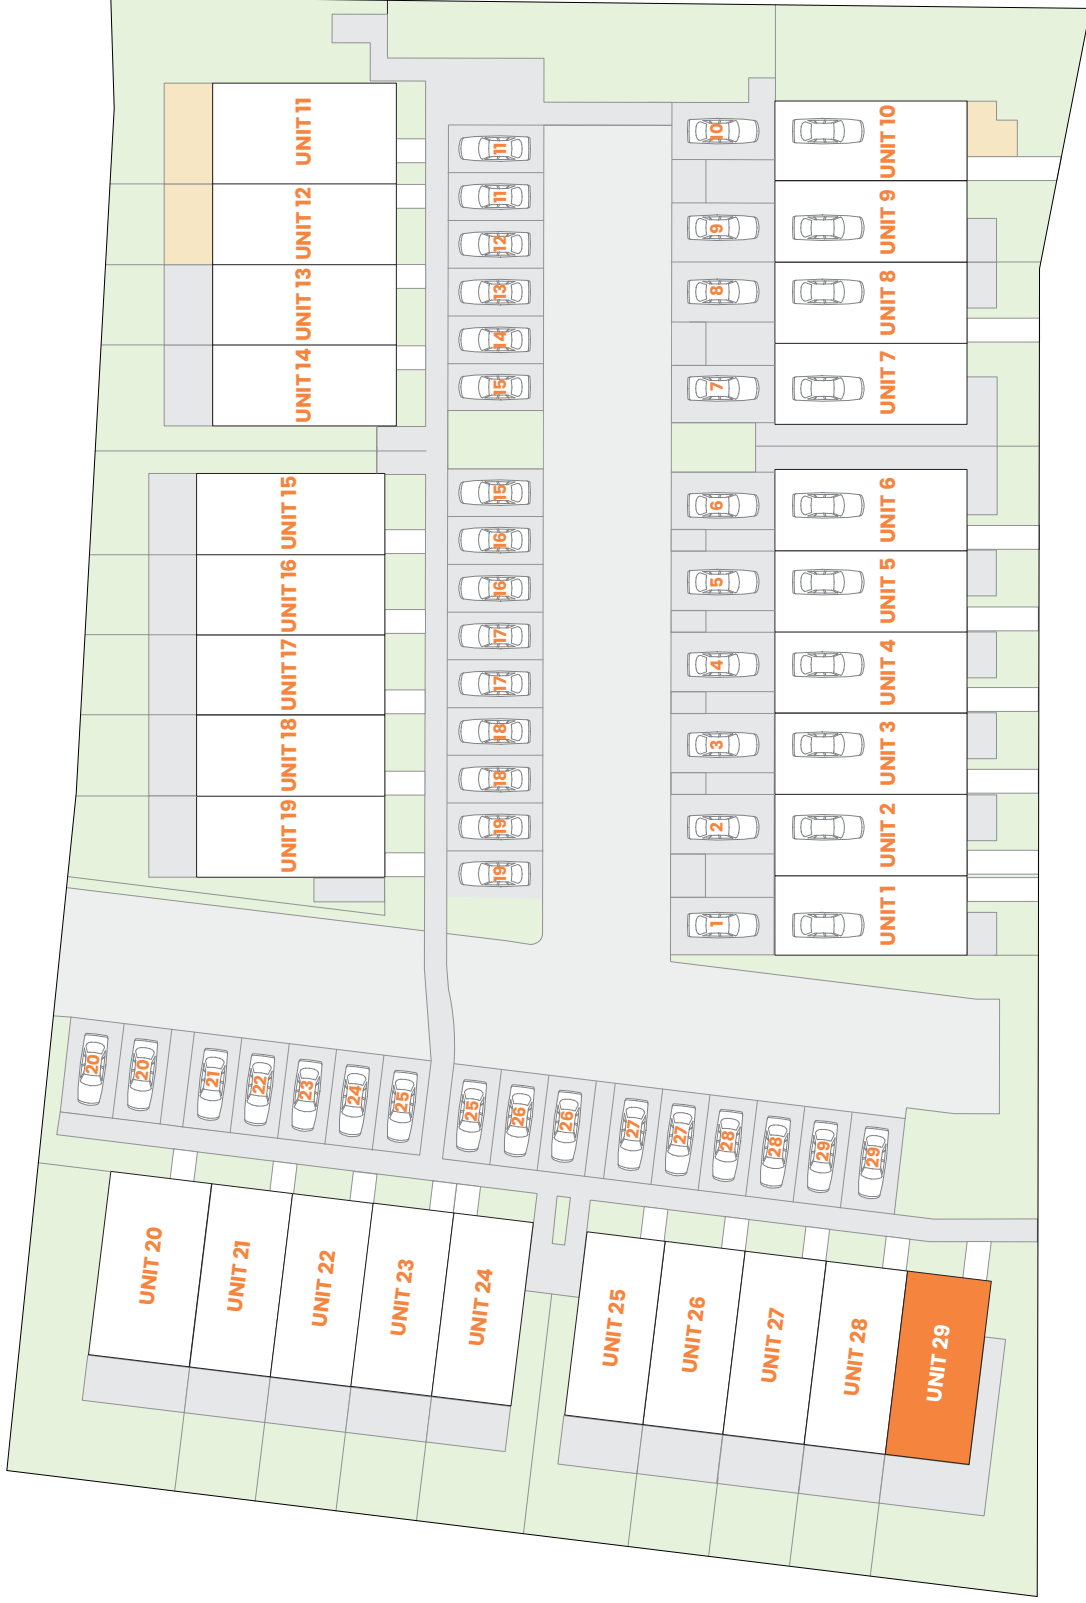 UNIT 11
UNIT 12
UNIT 13
UNIT 14
UNIT 15
UNIT 16
UNIT 17
UNIT 18
UNIT 19
11
11
12
13
14
15
15
16
16
17
17
18
18
19
19
10
9
8
7
6
5
4
3
2
1
UNIT 10
UNIT 9
UNIT 8
UNIT 7
UNIT 6
UNIT 5
UNIT 4
UNIT 3
UNIT 2
UNIT 1
20
20
21
22
23
24
25
25
26
26
27
27
28
28
29
29
UNIT 20
UNIT 21
UNIT 22
UNIT 23
UNIT 24
UNIT 25
UNIT 26
UNIT 27
UNIT 28
UNIT 29